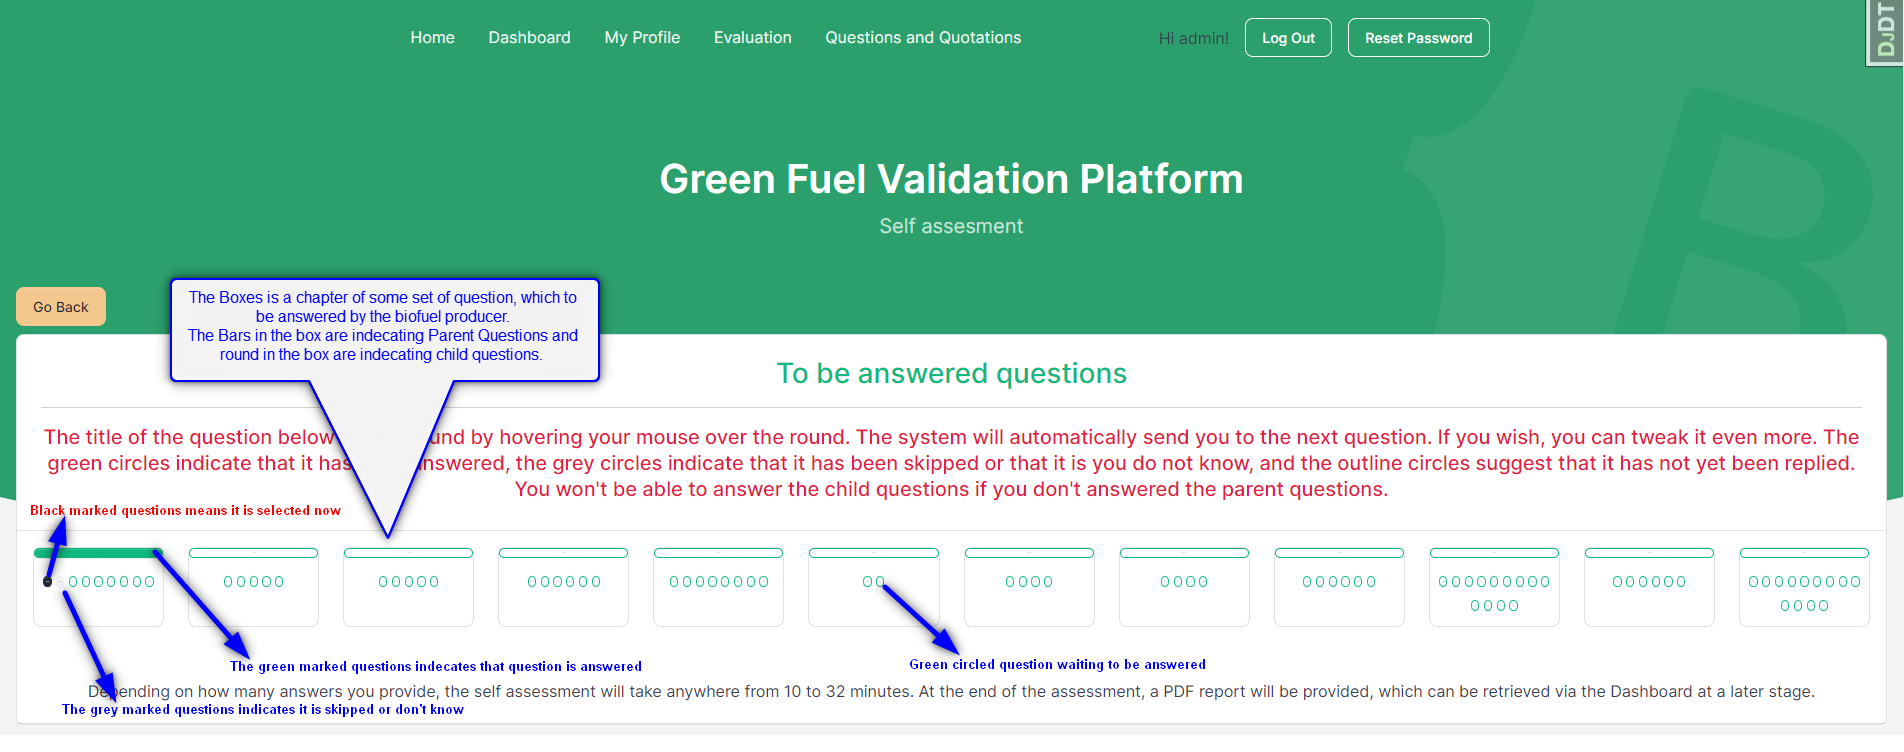 Home Dashboard My Profile Evaluation Questions and Quotations Hi admin! Log Out Reset Password
DJDT
Green Fuel Validation Platform
Self assesment
Go Back
The Boxes is a chapter of some set of question, which to
be answered by the biofuel producer.
The Bars in the box are indecating Parent Questions and
round in the box are indecating child questions.
To be answered questions
The title of the question below und by hovering your mouse over the round. The system will automatically send you to the next question. If you wish, you can tweak it even more. The
green circles indicate that it has nswered, the grey circles indicate that it has been skipped or that it is you do not know, and the outline circles suggest that it has not yet been replied.
You won't be able to answer the child questions if you don't answered the parent questions.
Black marked questions means it is selected now
The green marked questions indecates that question is answered
Green circled question waiting to be answered
Depending on how many answers you provide, the self assessment will take anywhere from 10 to 32 minutes. At the end of the assessment, a PDF report will be provided, which can be retrieved via the Dashboard at a later stage.
The grey marked questions indicates it is skipped or don't know